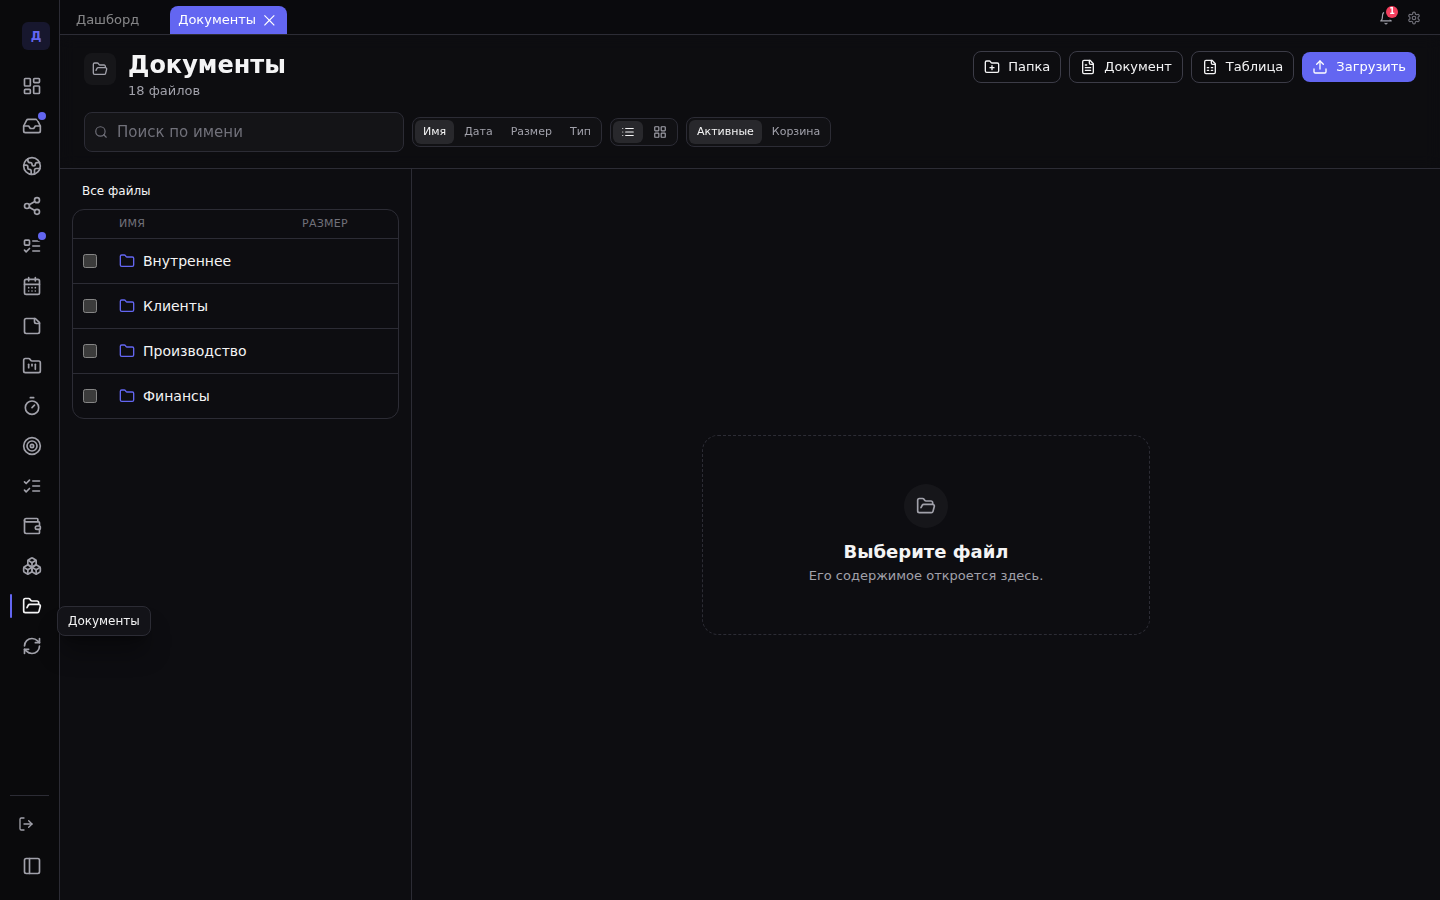 Д
Дашборд
Документы
1
Документы
18 файлов
Папка
Документ
Таблица
Загрузить
Поиск по имени
Имя
Дата
Размер
Тип
Активные
Корзина
Все файлы
ИМЯ
РАЗМЕР
Внутреннее
Клиенты
Производство
Финансы
Выберите файл
Его содержимое откроется здесь.
Документы